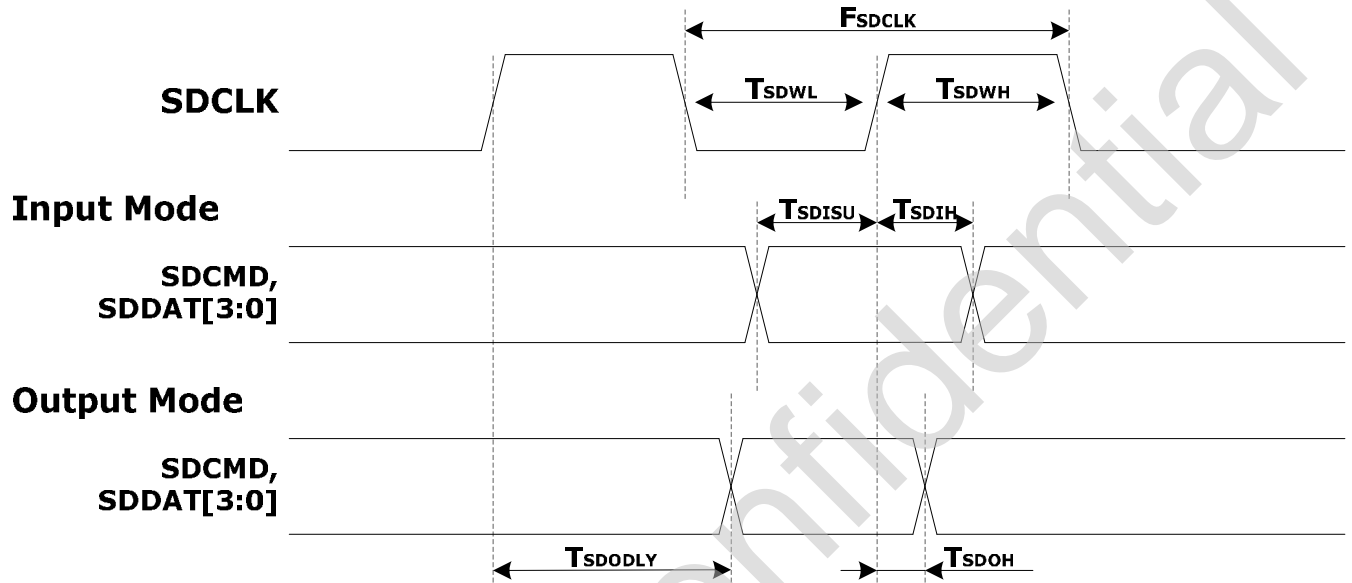 FSDCLK
SDCLK
TSDWL
TSDWH
Input Mode
TSDISU
TSDIH
SDCMD,
SDDAT[3:0]
Output Mode
SDCMD,
SDDAT[3:0]
TSDODLY
TSDOH
nfidential